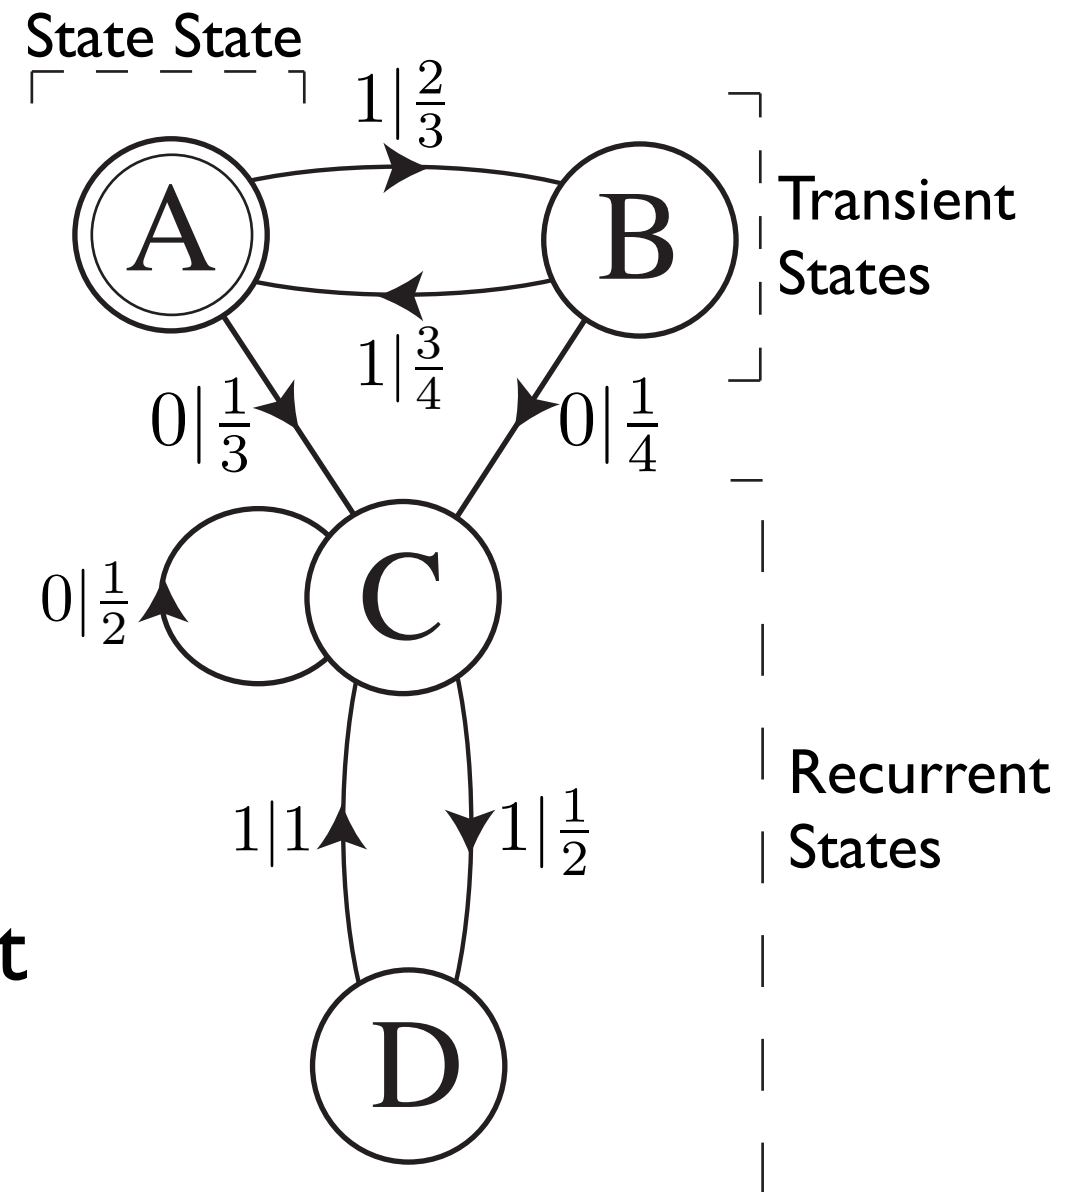 State State
1|2/3
A
B
Transient
States
1|3/4
0|1/3
0|1/4
C
0|1/2
Recurrent
States
1|1
1|1/2
t
D